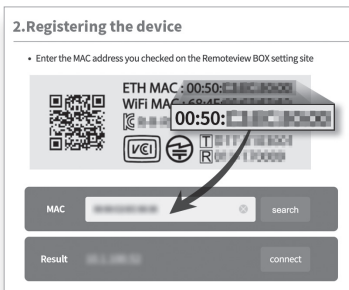 2.Registering the device
• Enter the MAC address you checked on the Remoteview BOX setting site
ETH MAC : 00:50:
WiFi MAC : 68:4E:
00:50:
VCI
T
R
MAC
search
Result
connect